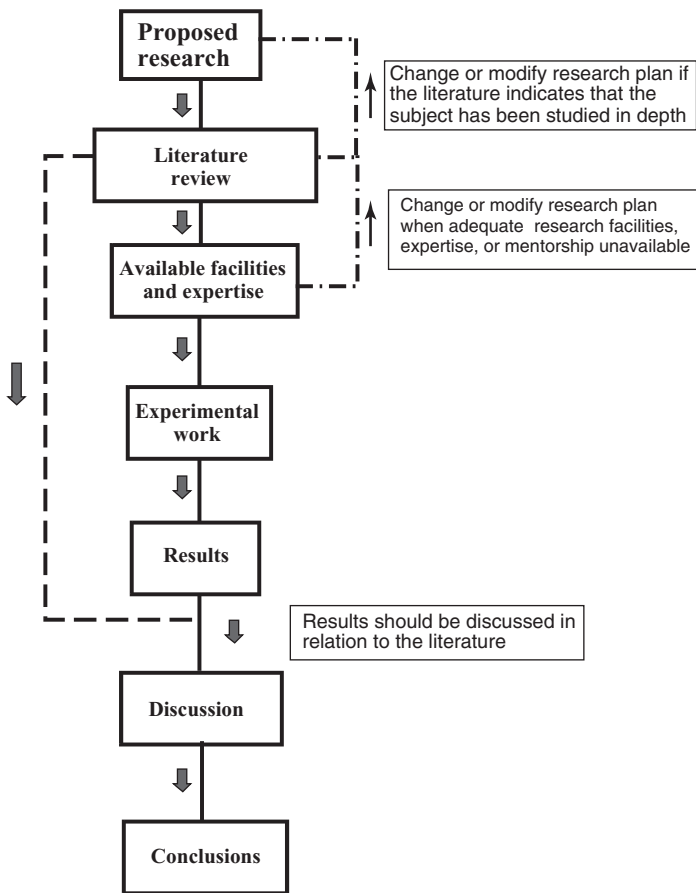 Proposed
research
Change or modify research plan if
the literature indicates that the
subject has been studied in depth
Literature
review
Change or modify research plan
when adequate research facilities,
expertise, or mentorship unavailable
Available facilities
and expertise
Experimental
work
Results
Results should be discussed in
relation to the literature
Discussion
Conclusions